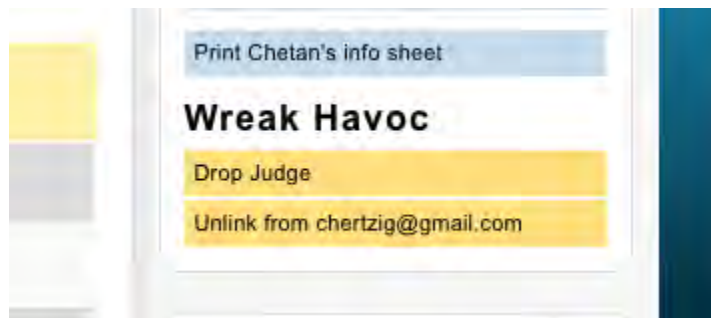 Print Chetan's info sheet
Wreak Havoc
Drop Judge
Unlink from chertzig@gmail.com